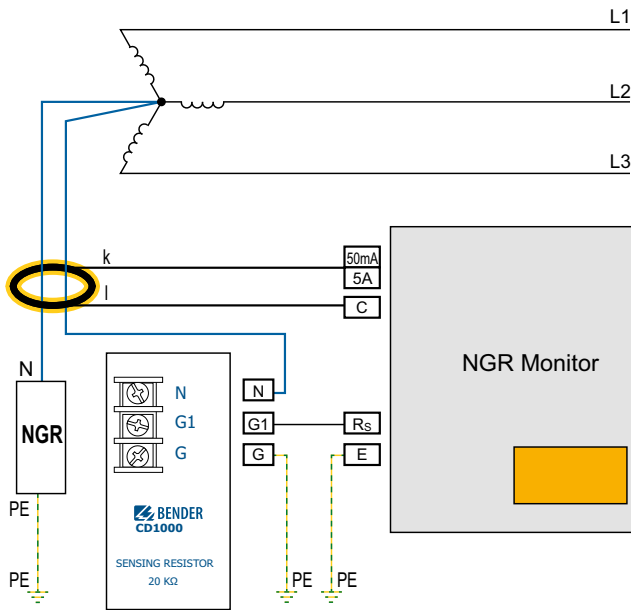 L1
L2
L3
k
50mA
5A
l
C
NGR Monitor
N
N
N
G1
G1
Rs
NGR
G
G
E
PE
BENDER
CD1000
SENSING RESISTOR
20 KΩ
PE
PE
PE